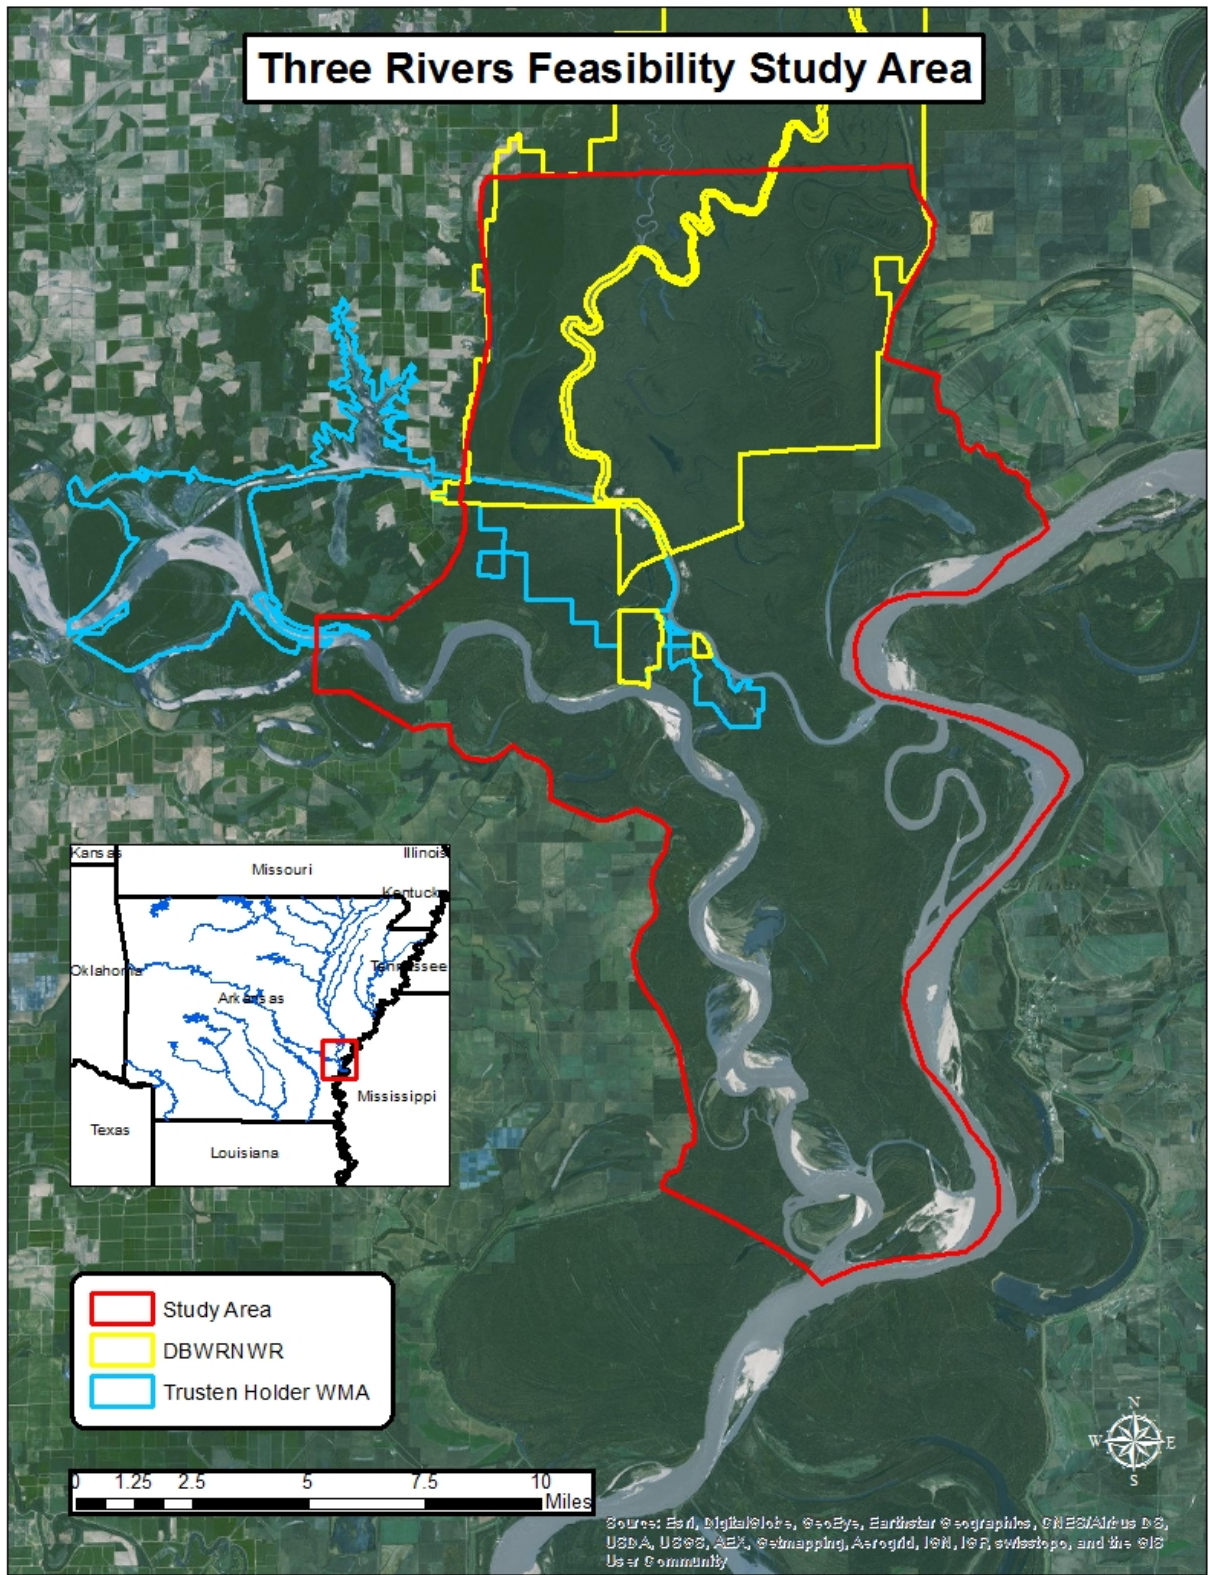 Three Rivers Feasibility Study Area
Kansas
Missouri
Illinois
Kentuck
Oklahoma
Tennessee
Arkansas
Mississippi
Texas
Louisiana
Study Area
DBWRNWR
Trusten Holder WMA
0 1.25 2.5 5 7.5 10
Miles
N
W E
S
Source: Esri, DigitalGlobe, GeoEye, Earthstar Geographics, CNES/Airbus DS,
USDA, USGS, AEX, Getmapping, Aerogrid, IGN, IGP, swisstopo, and the GIS
User Community